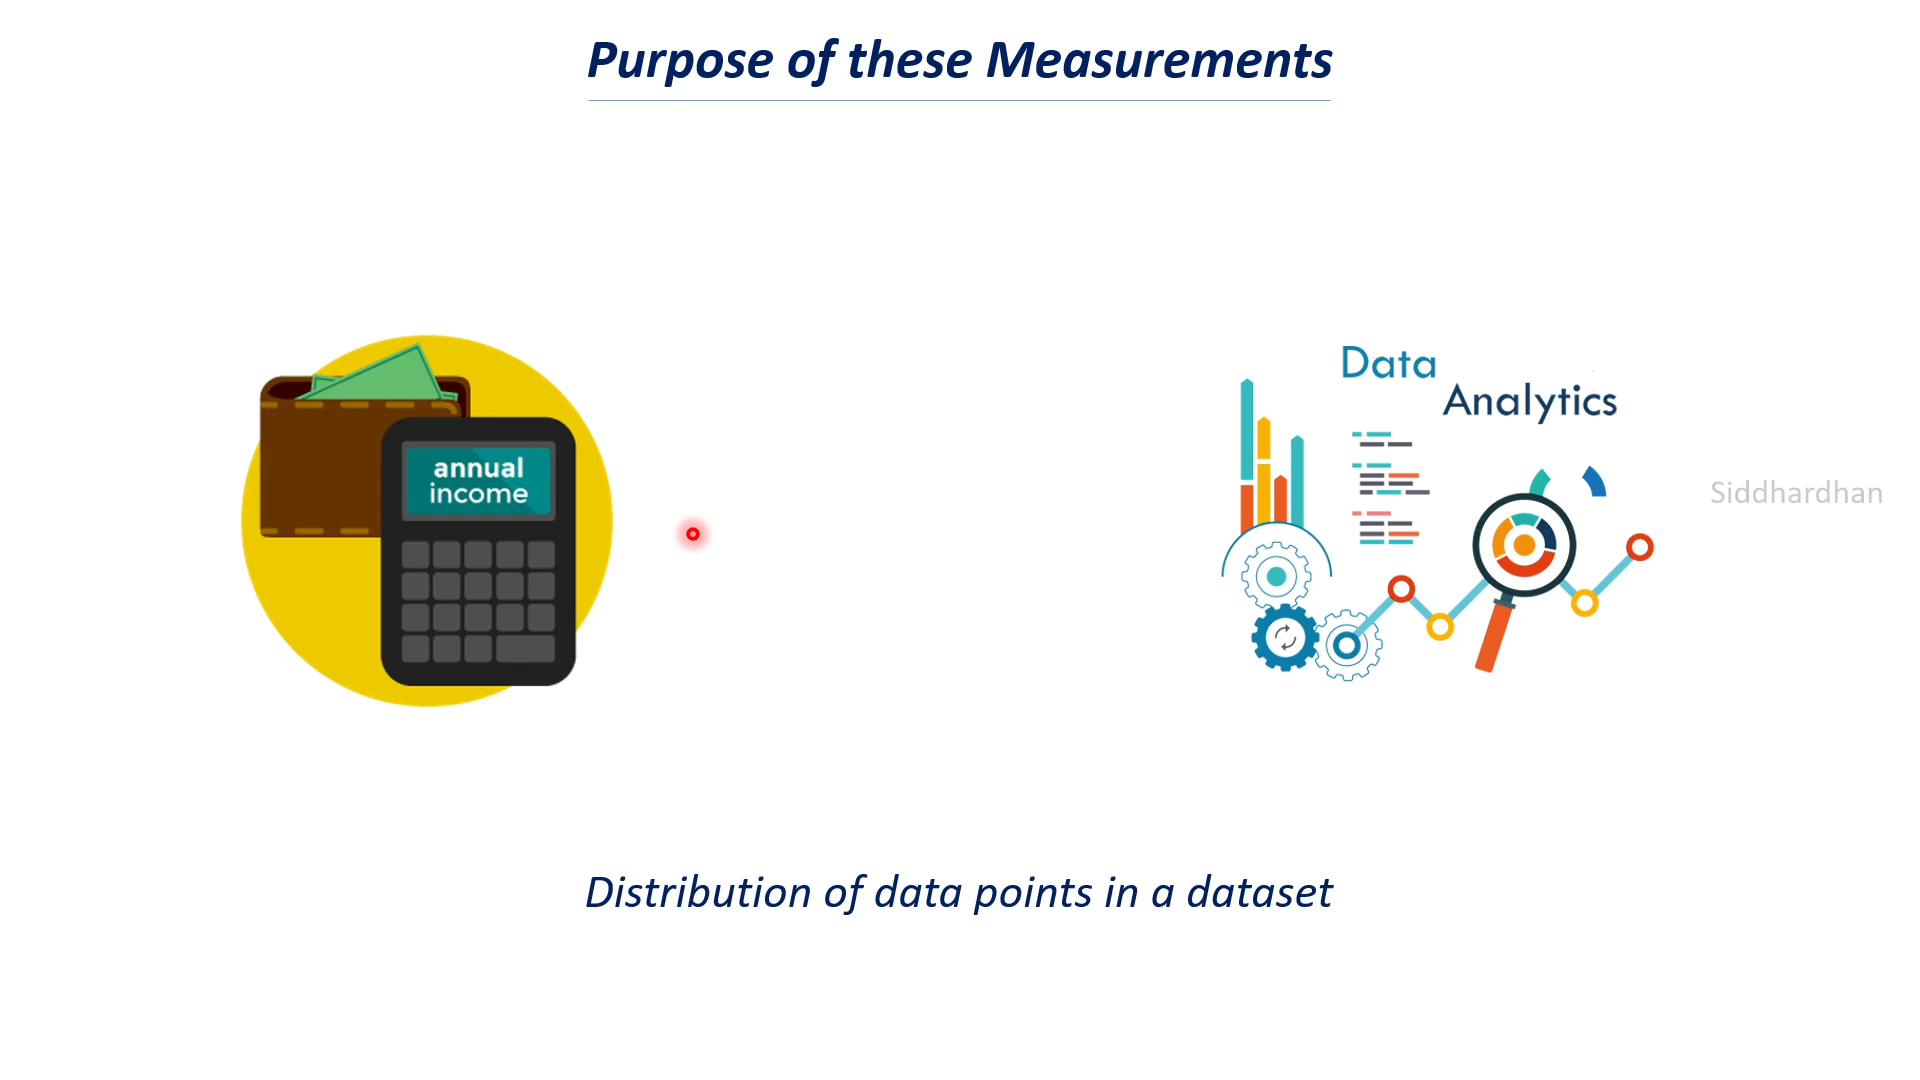 Purpose of these Measurements
annual
income
Data
Analytics
Siddhardhan
Distribution of data points in a dataset